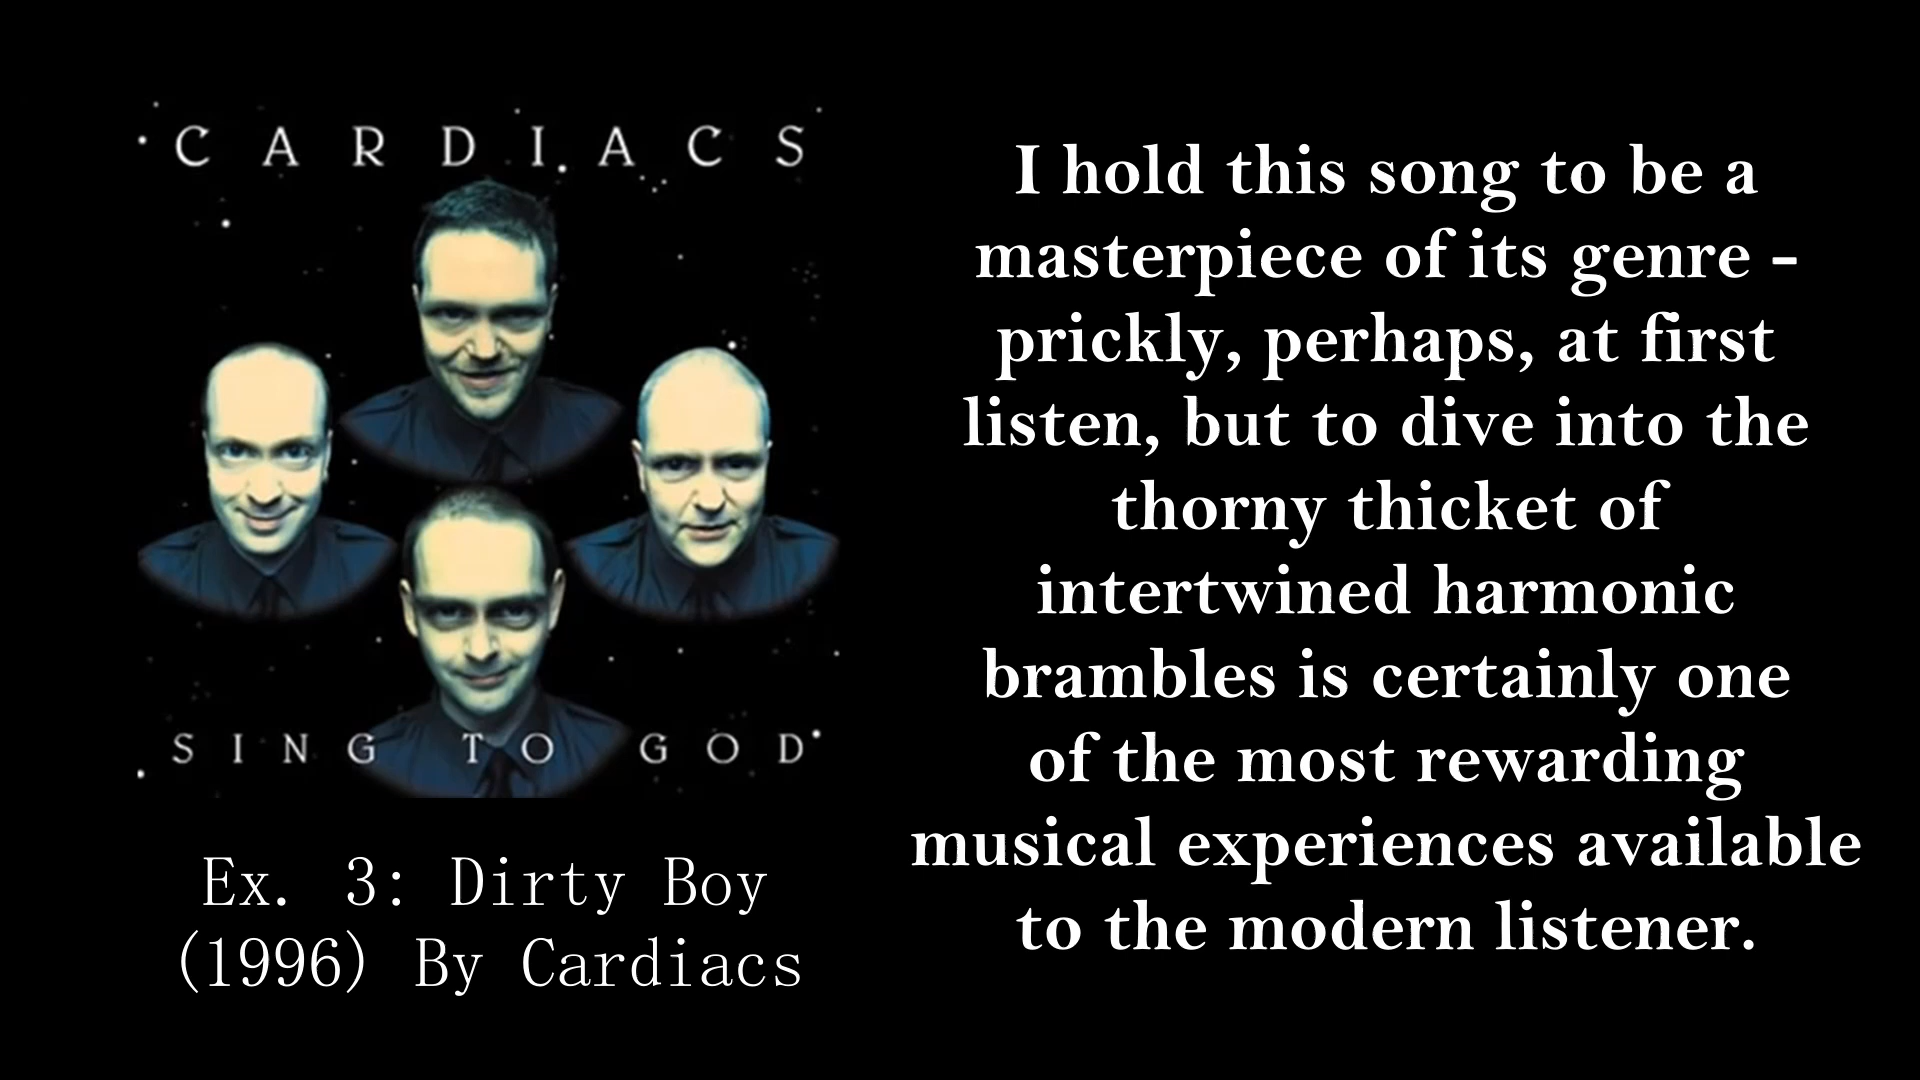 CARDIACS
SING TO GOD
Ex. 3: Dirty Boy
(1996) By Cardiacs
I hold this song to be a
masterpiece of its genre -
prickly, perhaps, at first
listen, but to dive into the
thorny thicket of
intertwined harmonic
brambles is certainly one
of the most rewarding
musical experiences available
to the modern listener.